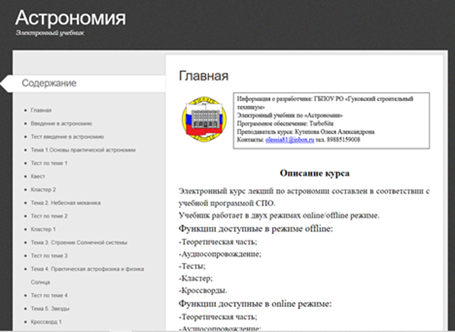 Астрономия
Электронный учебник
Содержание
Главная
Введение в астрономию
Тест введение в астрономию
Тема 1.Основы практической астрономии
Тест по теме 1
Квест
Кластер 2
Тема 2. Небесная механика
Тест по теме 2
Кластер 1
Тема 3. Строение Солнечной системы
Тест по теме 3
Тема 4. Практическая астрофизика и физика
Солнца
Тест по теме 4
Тема 5. Звезды
Кроссворд 1
Главная
Информация о разработчике: ГБПОУ РО «Гуковский строительный
техникум»
Электронный учебник по «Астрономии»
Программное обеспечение: TurboSite
Преподаватель курса: Кутепова Олеся Александровна
Контакты: olessia81@inbox.ru тел. 89885159008
Описание курса
Электронный курс лекций по астрономии составлен в соответствии с
учебной программой СПО.
Учебник работает в двух режимах online/offline режиме.
Функции доступные в режиме offline:
-Теоретическая часть;
-Аудиосопровождение;
-Тесты;
-Кластер;
-Кроссворды.
Функции доступные в online режиме:
-Теоретическая часть;
-Аудиосопровождение;